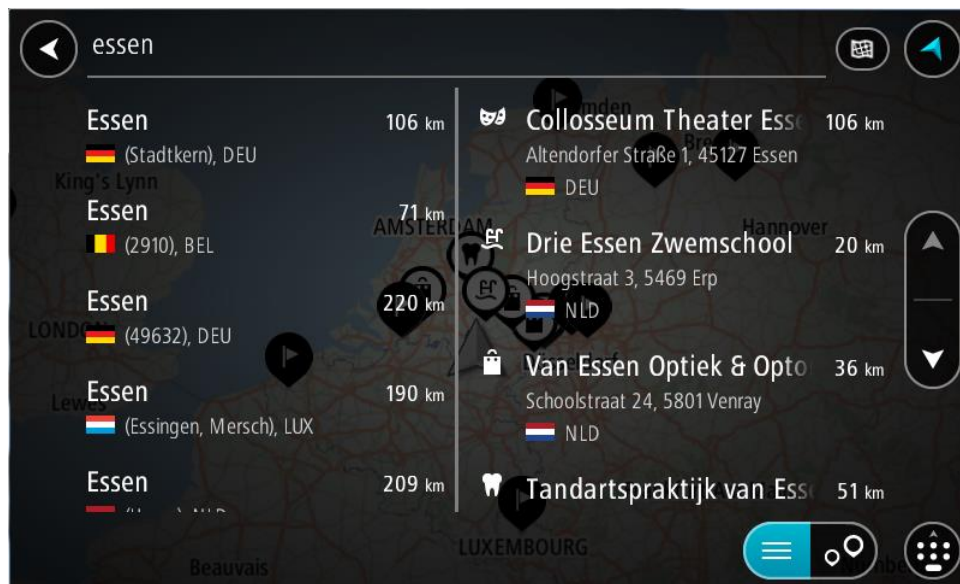 essen
Essen 106 km
(Stadtkern), DEU
Essen 71 km
(2910), BEL
Essen 220 km
(49632), DEU
Essen 190 km
(Essingen, Mersch), LUX
Essen 209 km
NLD
Collosseum Theater Esse 106 km
Altendorfer Straße 1, 45127 Essen
DEU
Drie Essen Zwemschool 20 km
Hoogstraat 3, 5469 Erp
NLD
Van Essen Optiek & Opto 36 km
Schoolstraat 24, 5801 Venray
NLD
Tandartspraktijk van Esse 51 km
King's Lynn
AMSTERDAM
Hannover
LONDON
Lewes
LUXEMBOURG
Beauvais